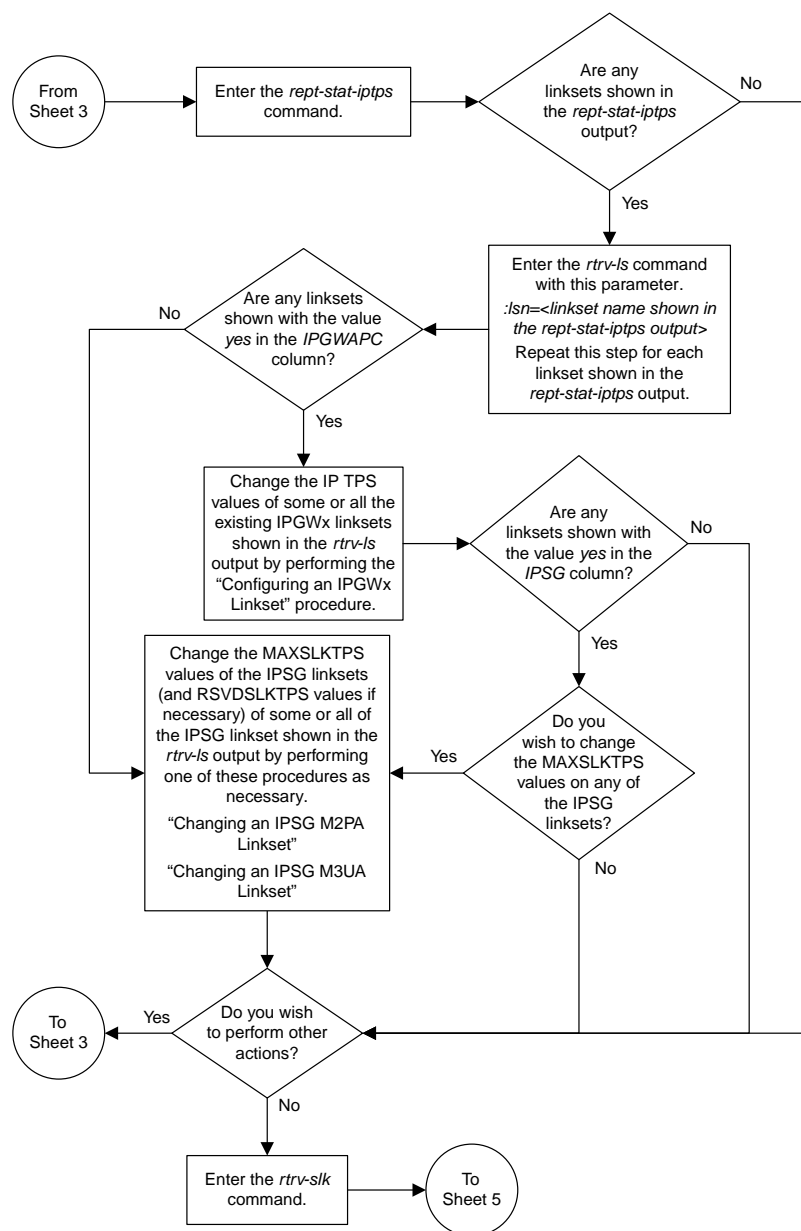 From
Sheet 3
Enter the rept-stat-iptps
command.
Are any
linksets shown in
the rept-stat-iptps
output?
No
Yes
Enter the rtrv-ls command
with this parameter.
:lsn=<linkset name shown in
the rept-stat-iptps output>
Repeat this step for each
linkset shown in the
rept-stat-iptps output.
Are any linksets
shown with the value
yes in the IPGWAPC
column?
No
Yes
Change the IP TPS
values of some or all the
existing IPGWx linksets
shown in the rtrv-ls
output by performing the
“Configuring an IPGWx
Linkset” procedure.
Are any
linksets shown with
the value yes in the
IPSG column?
No
Yes
Do you
wish to change
the MAXSLKTPS
values on any of
the IPSG
linksets?
Yes
No
Change the MAXSLKTPS
values of the IPSG linksets
(and RSVDSLKTPS values if
necessary) of some or all of
the IPSG linkset shown in the
rtrv-ls output by performing
one of these procedures as
necessary.
“Changing an IPSG M2PA
Linkset”
“Changing an IPSG M3UA
Linkset”
Do you wish
to perform other
actions?
Yes
To
Sheet 3
No
Enter the rtrv-slk
command.
To
Sheet 5